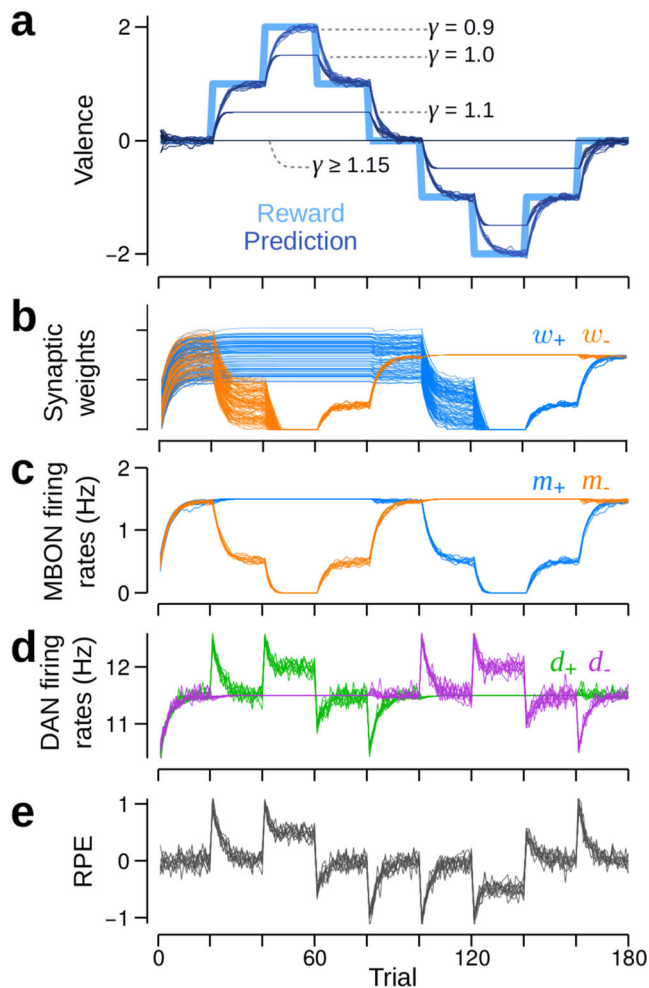 a
2
γ = 0.9
γ = 1.0
γ = 1.1
Valence
0
γ ≥ 1.15
Reward
Prediction
−2
b
w+ w-
Synaptic
weights
c
2
m+ m-
MBON firing
rates (Hz)
1
0
d
12
d+ d-
DAN firing
rates (Hz)
11
e
1
RPE
0
−1
0 60 120 180
Trial